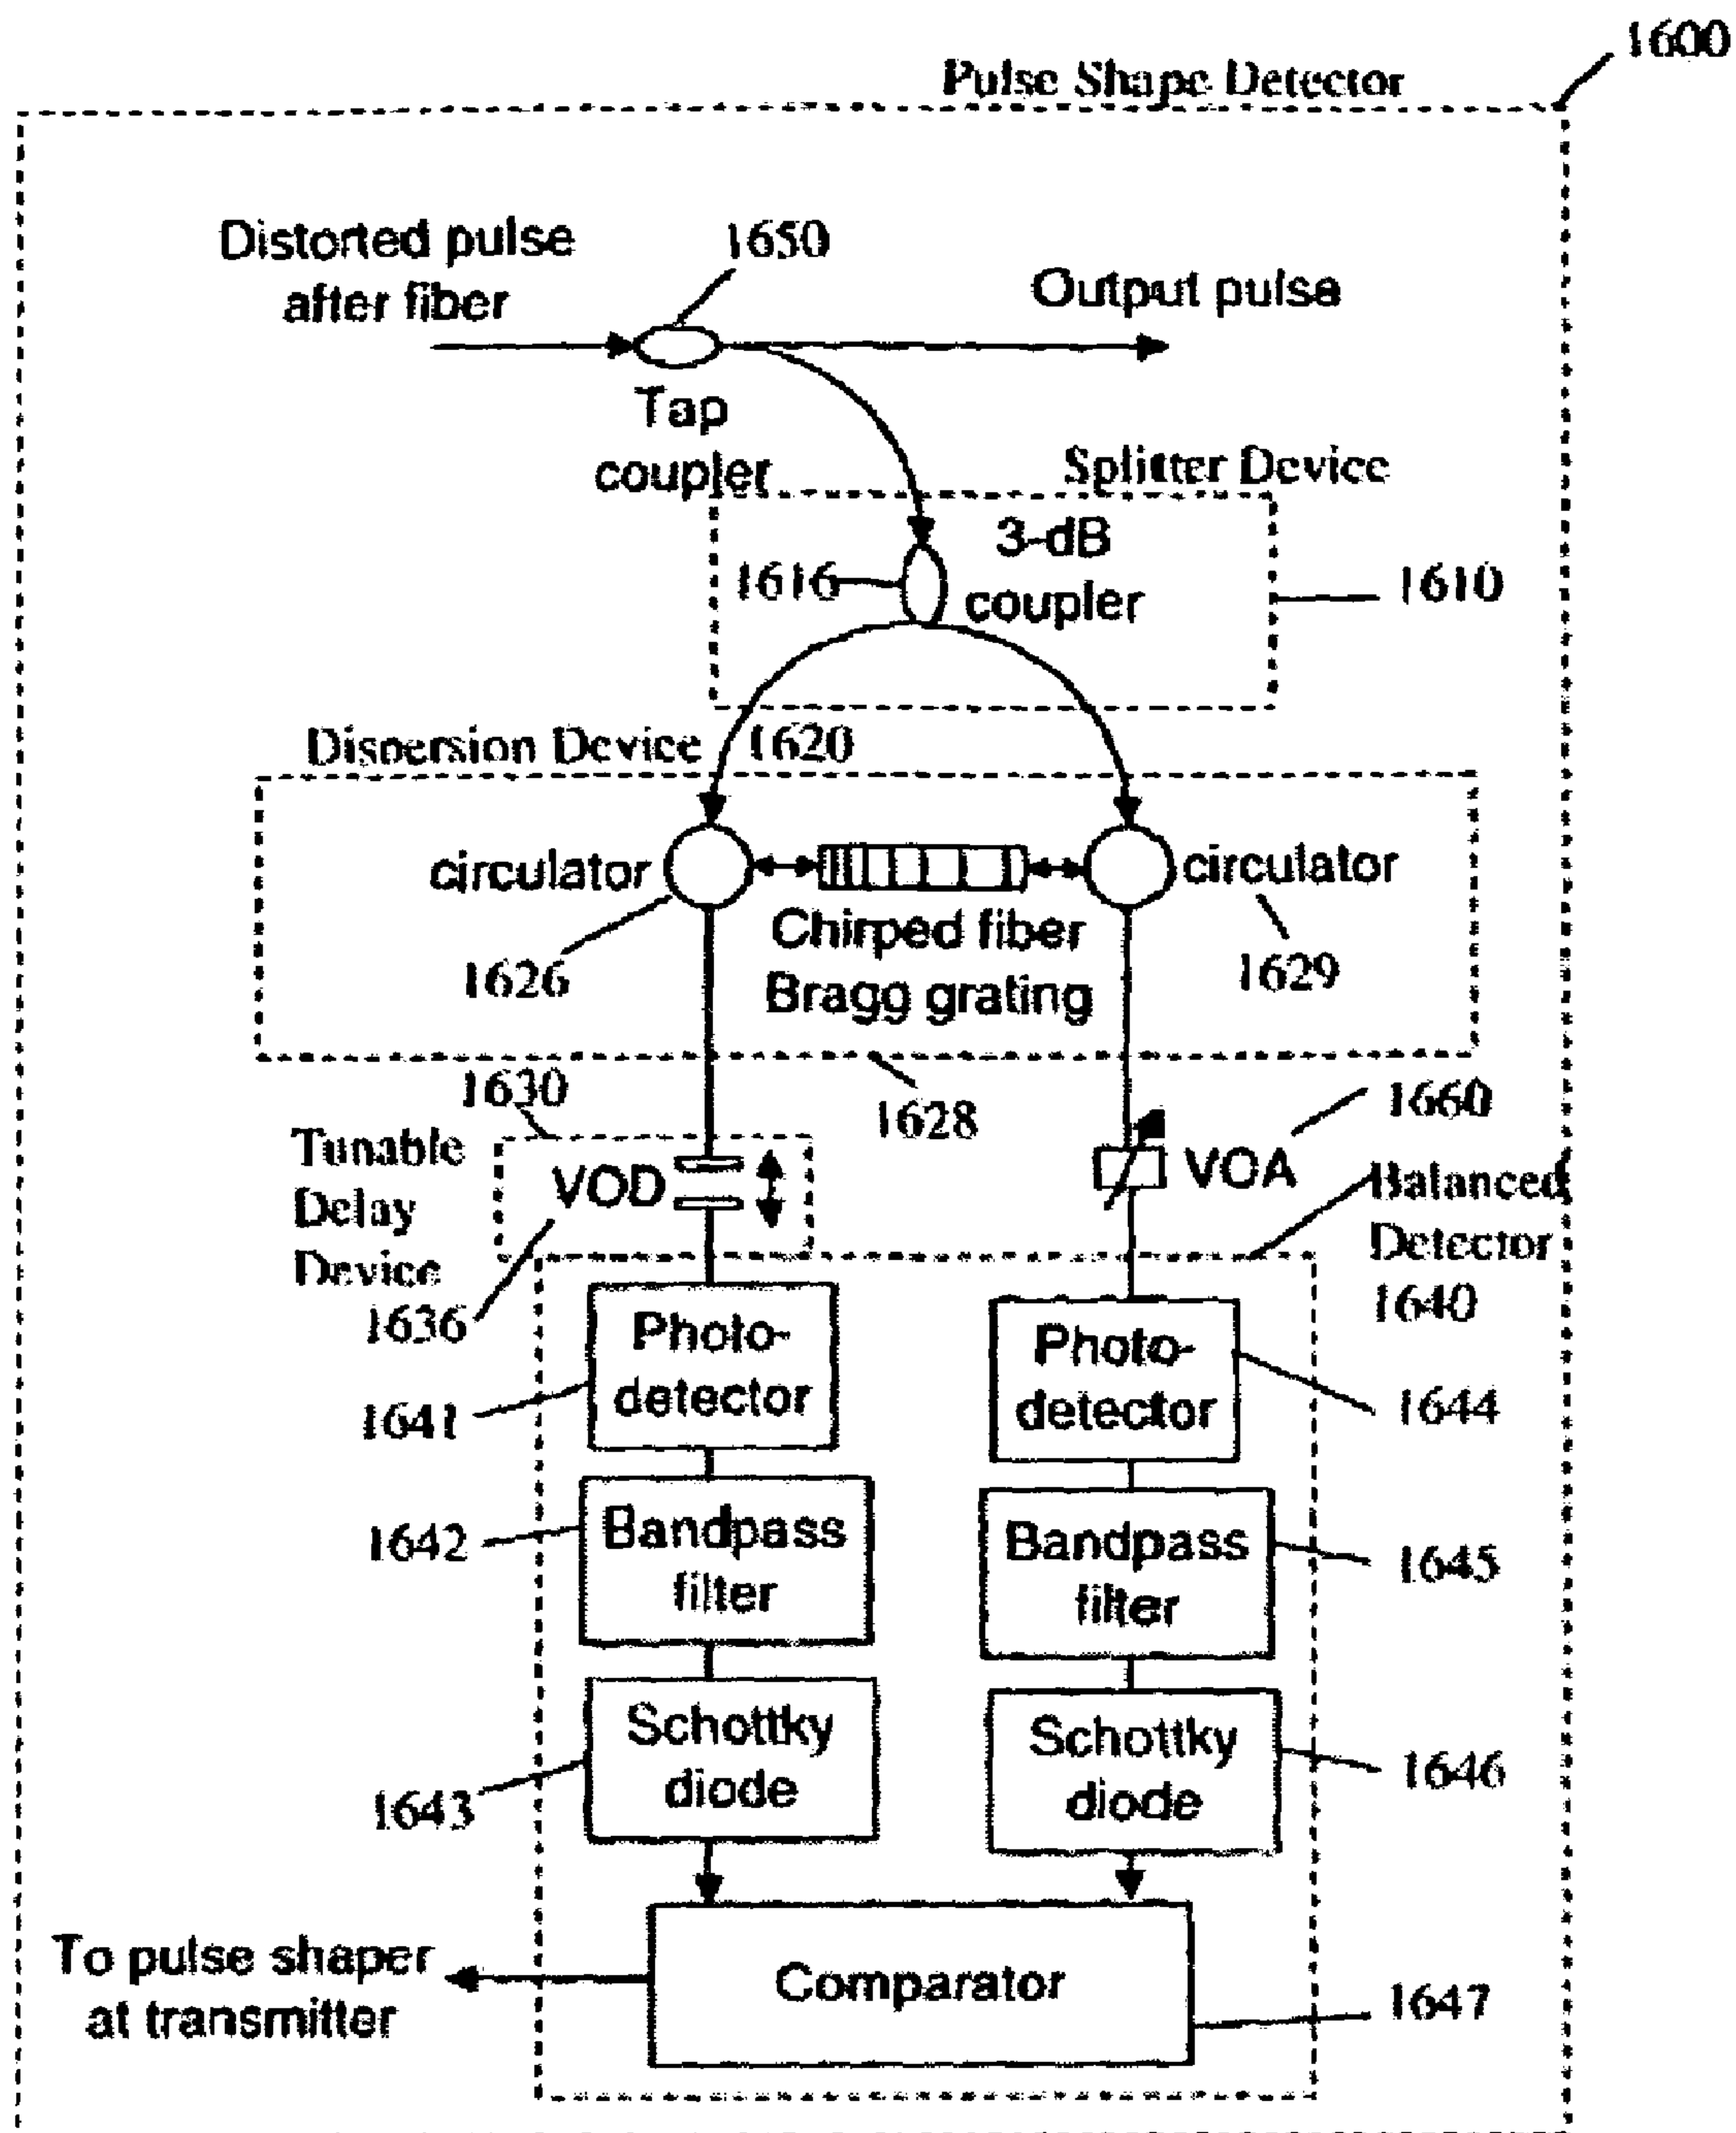 1600
Pulse Shape Detector
Distorted pulse
after fiber
1650
Output pulse
Tap
coupler
Splitter Device
3-dB
coupler
1616
1610
Dispersion Device
1620
circulator
circulator
Chirped fiber
Bragg grating
1626
1629
1628
1630
Tunable
Delay
Device
VOD
1636
1660
VOA
Balanced
Detector
1640
Photo-
detector
1641
Photo-
detector
1644
Bandpass
filter
1642
Bandpass
filter
1645
Schottky
diode
1643
Schottky
diode
1646
To pulse shaper
at transmitter
Comparator
1647